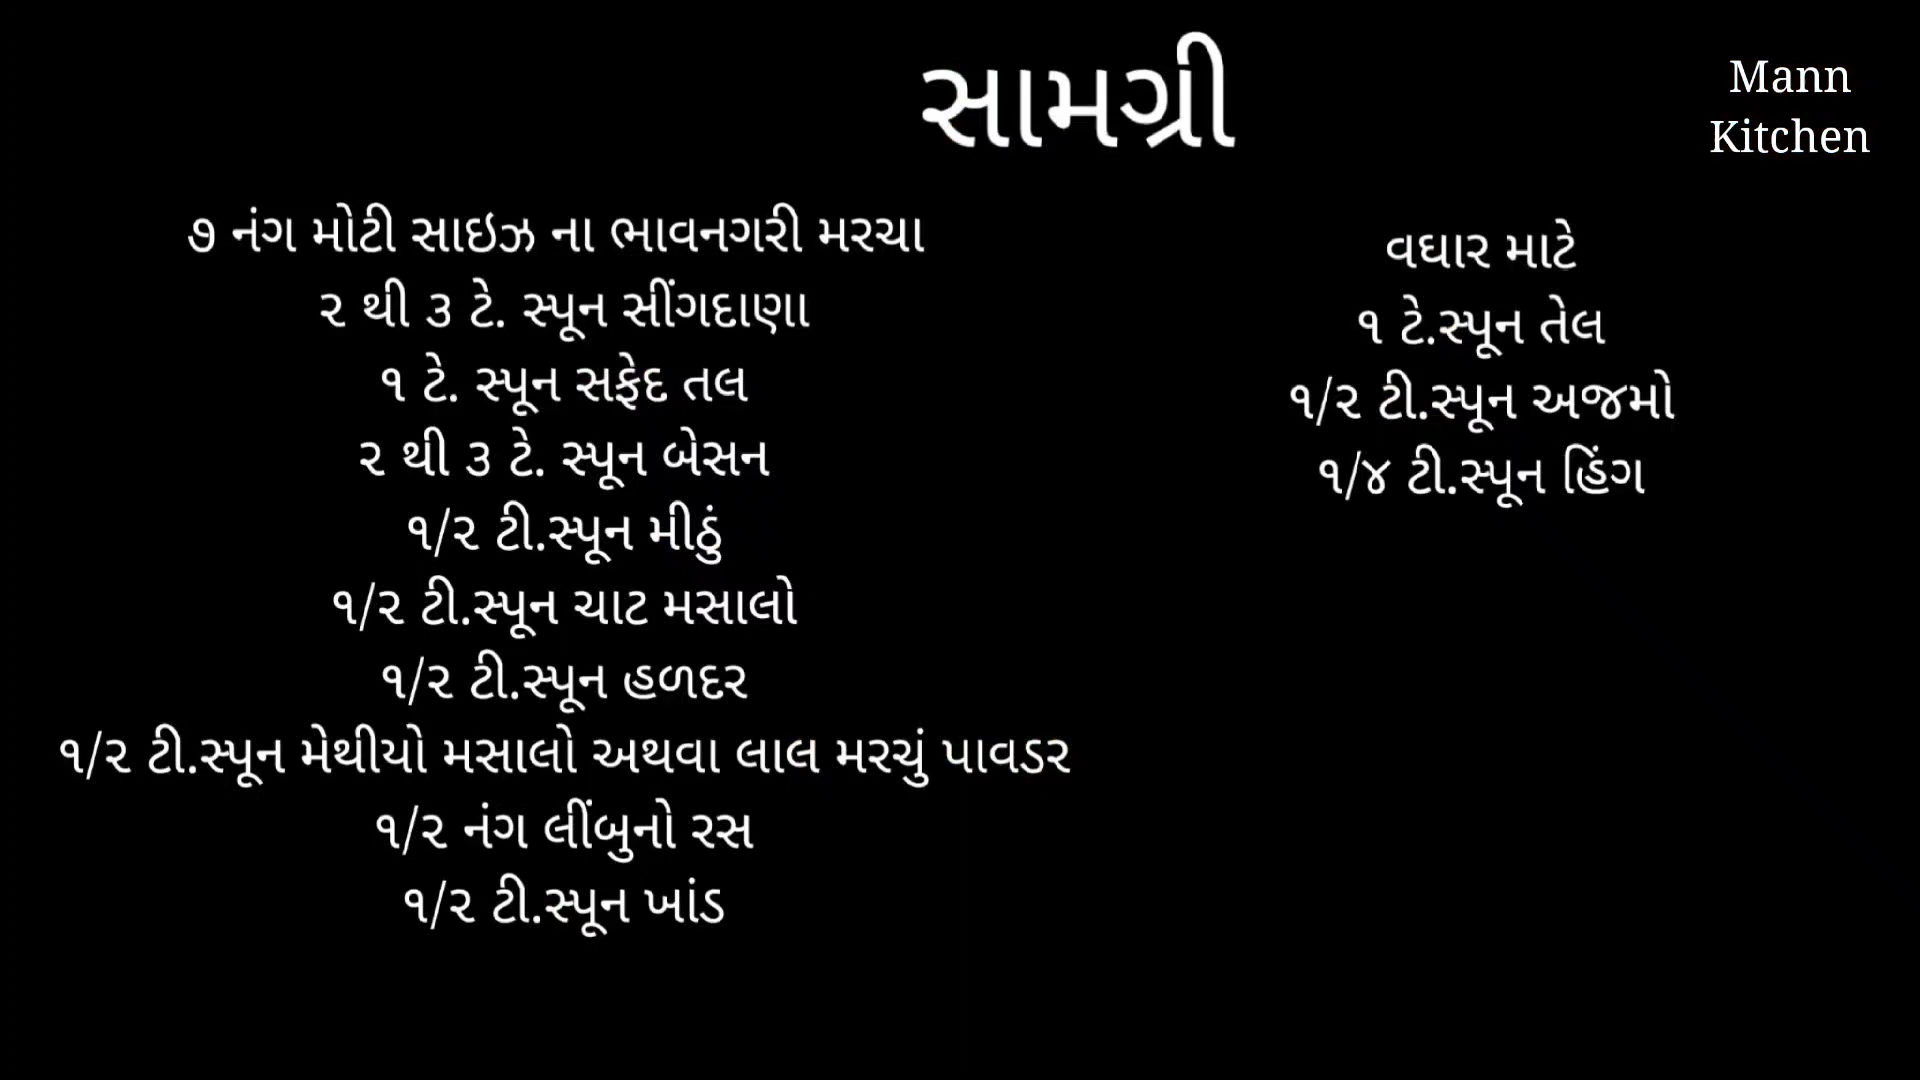 સામગ્રી
Mann
Kitchen
૭ નંગ મોટી સાઇઝ ના ભાવનગરી મરચા
૨ થી ૩ ટે. સ્પૂન સીંગદાણા
૧ ટે. સ્પૂન સફેદ તલ
૨ થી ૩ ટે. સ્પૂન બેસન
૧/૨ ટી.સ્પૂન મીઠું
૧/૨ ટી.સ્પૂન ચાટ મસાલો
૧/૨ ટી.સ્પૂન હળદર
૧/૨ ટી.સ્પૂન મેથીયો મસાલો અથવા લાલ મરચું પાવડર
૧/૨ નંગ લીંબુનો રસ
૧/૨ ટી.સ્પૂન ખાંડ
વઘાર માટે
૧ ટે.સ્પૂન તેલ
૧/૨ ટી.સ્પૂન અજમો
૧/૪ ટી.સ્પૂન હિંગ